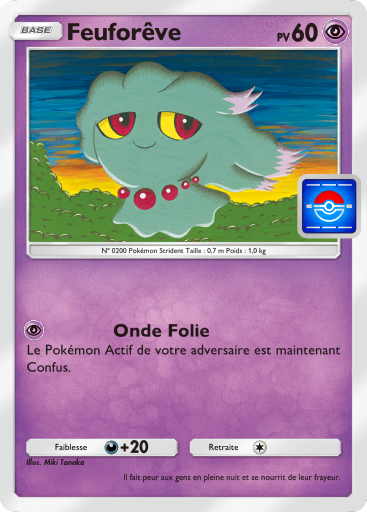 BASE
Feuforêve
PV 60
N° 0200 Pokémon Strident Taille : 0,7 m Poids : 1,0 kg
Onde Folie
Le Pokémon Actif de votre adversaire est maintenant
Confus.
Faiblesse +20
Retraite
Illus. Miki Tanaka
Il fait peur aux gens en pleine nuit et se nourrit de leur frayeur.